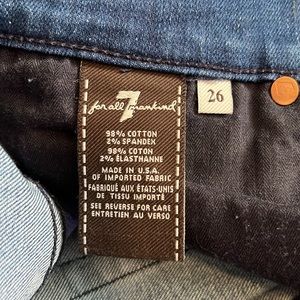 7
for all mankind
98% COTTON
2% SPANDEX
98% COTON
2% ÉLASTHANNE
MADE IN U.S.A.
OF IMPORTED FABRIC
FABRIQUÉ AUX ÉTATS-UNIS
DE TISSU IMPORTÉ
SEE REVERSE FOR CARE
ENTRETIEN AU VERSO
26